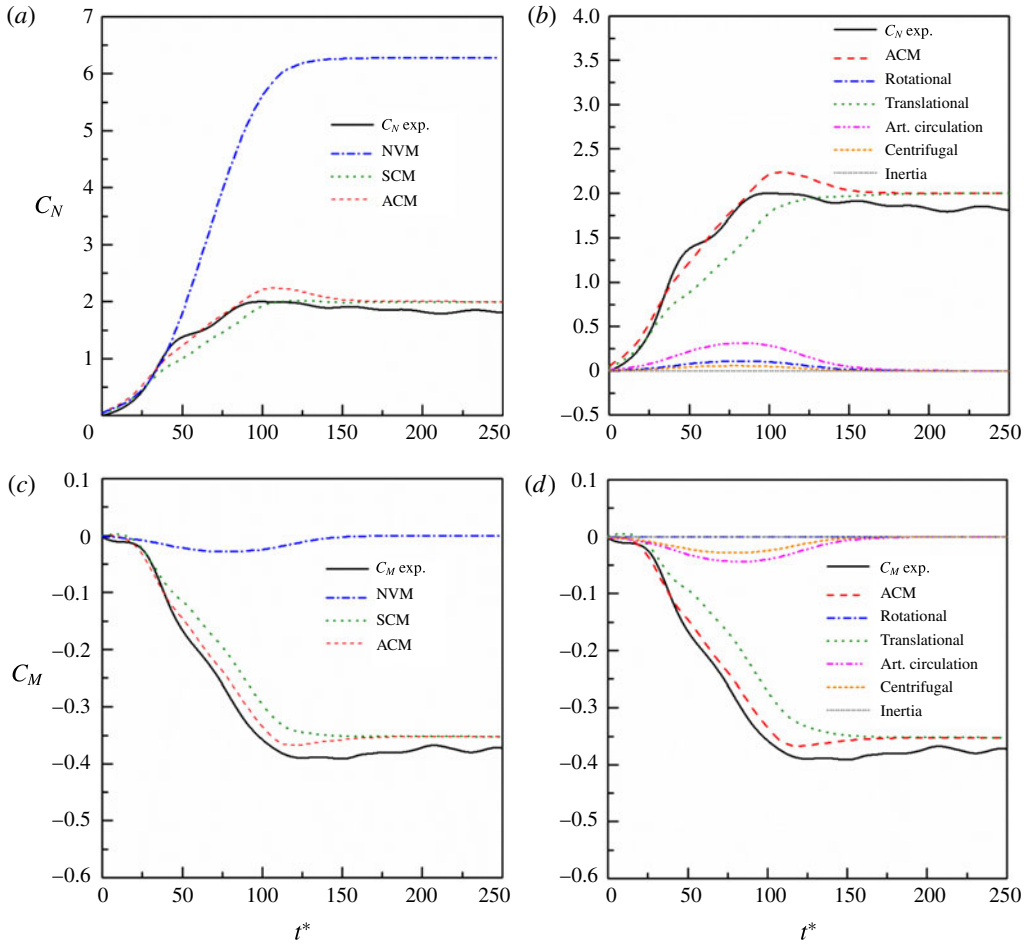 (a)
7
6
5
4
3
2
1
0
50
100
150
200
250
C_N
C_N exp.
NVM
SCM
ACM
(b)
4.0
3.5
3.0
2.5
2.0
1.5
1.0
0.5
0
–0.5
0
50
100
150
200
250
C_N exp.
ACM
Rotational
Translational
Art. circulation
Centrifugal
Inertia
(c)
0.1
0
–0.1
–0.2
–0.3
–0.4
–0.5
–0.6
0
50
100
150
200
250
C_M
t*
C_M exp.
NVM
SCM
ACM
(d)
0.1
0
–0.1
–0.2
–0.3
–0.4
–0.5
–0.6
0
50
100
150
200
250
t*
C_M exp.
ACM
Rotational
Translational
Art. circulation
Centrifugal
Inertia